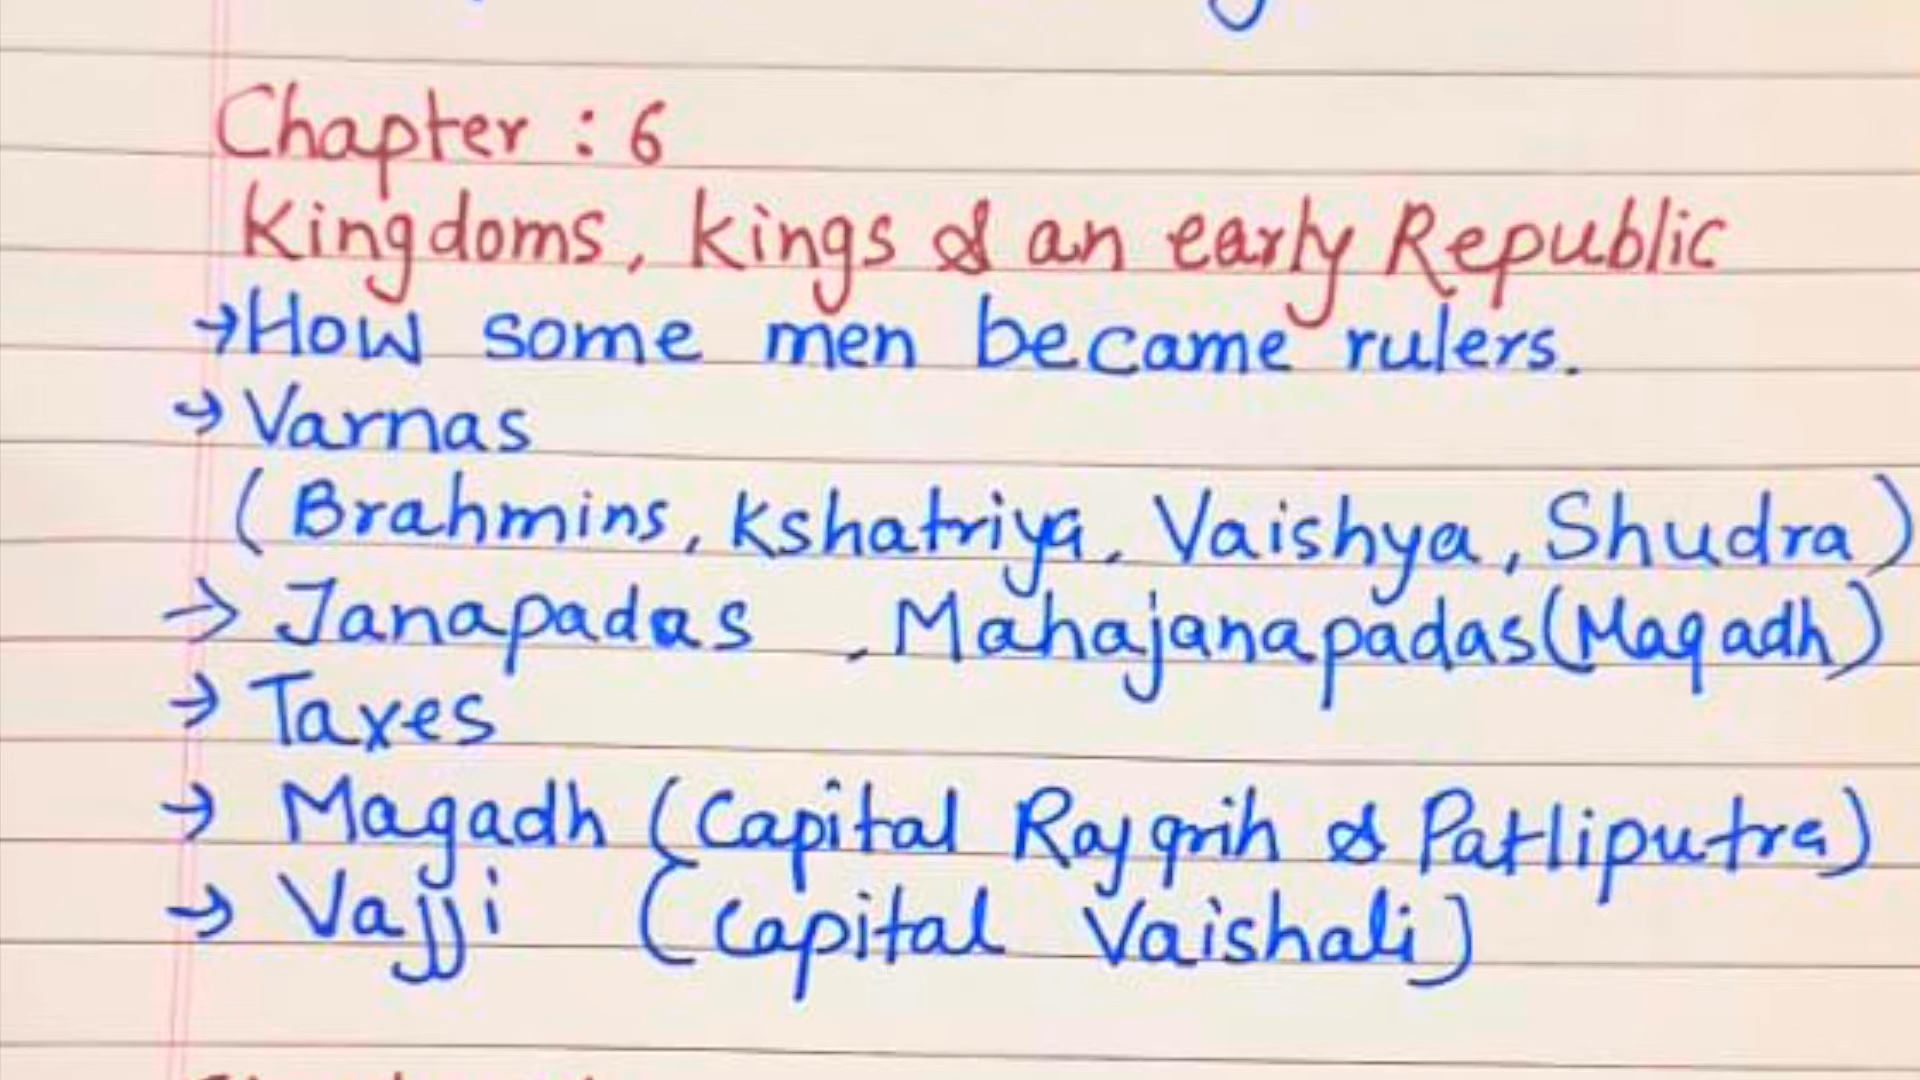 Chapter : 6
Kingdoms, kings & an early Republic
→How some men became rulers.
→Varnas
(Brahmins, Kshatriya, Vaishya, Shudra)
→ Janapadas , Mahajanapadas(Magadh)
→ Taxes
→ Magadh (Capital Rajgrih & Patliputra)
→ Vajji (Capital Vaishali)